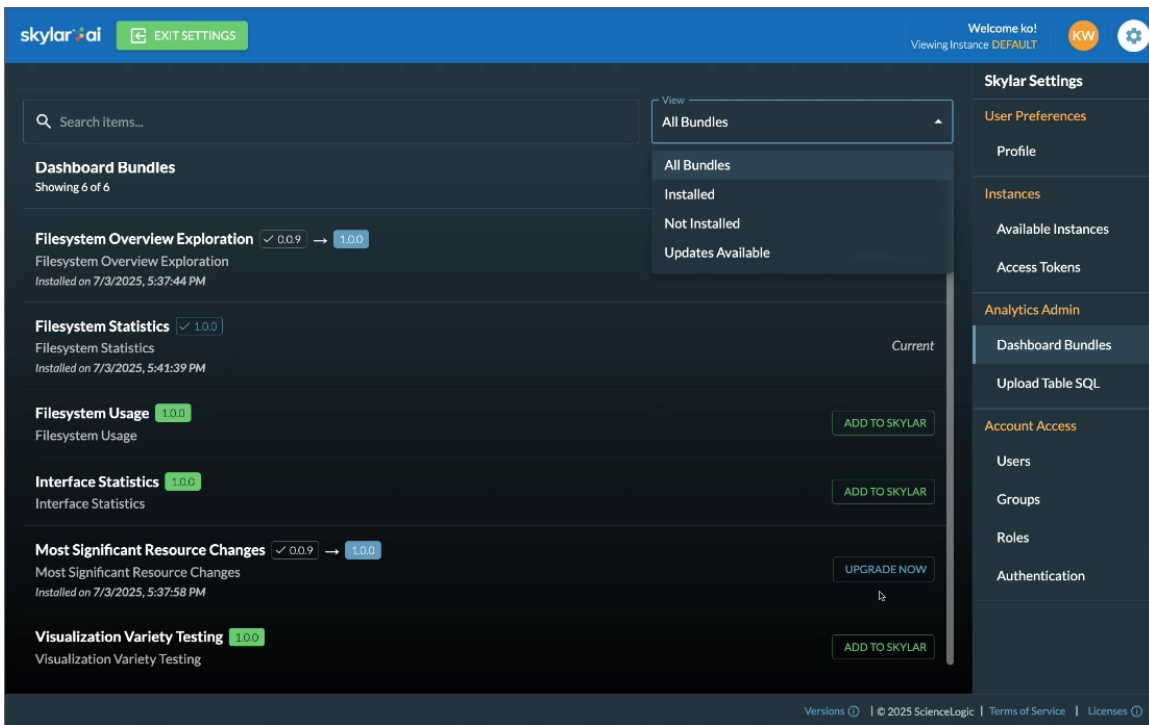 skylar ai
EXIT SETTINGS
Welcome ko!
Viewing Instance DEFAULT
KW
Search items...
View
All Bundles
All Bundles
Installed
Not Installed
Updates Available
Dashboard Bundles
Showing 6 of 6
Filesystem Overview Exploration ✓ 0.0.9 → 1.0.0
Filesystem Overview Exploration
Installed on 7/3/2025, 5:37:44 PM
Filesystem Statistics ✓ 1.0.0
Filesystem Statistics
Installed on 7/3/2025, 5:41:39 PM
Current
Filesystem Usage 1.0.0
Filesystem Usage
ADD TO SKYLAR
Interface Statistics 1.0.0
Interface Statistics
ADD TO SKYLAR
Most Significant Resource Changes ✓ 0.0.9 → 1.0.0
Most Significant Resource Changes
Installed on 7/3/2025, 5:37:58 PM
UPGRADE NOW
Visualization Variety Testing 1.0.0
Visualization Variety Testing
ADD TO SKYLAR
Skylar Settings
User Preferences
Profile
Instances
Available Instances
Access Tokens
Analytics Admin
Dashboard Bundles
Upload Table SQL
Account Access
Users
Groups
Roles
Authentication
Versions | © 2025 ScienceLogic | Terms of Service | Licenses